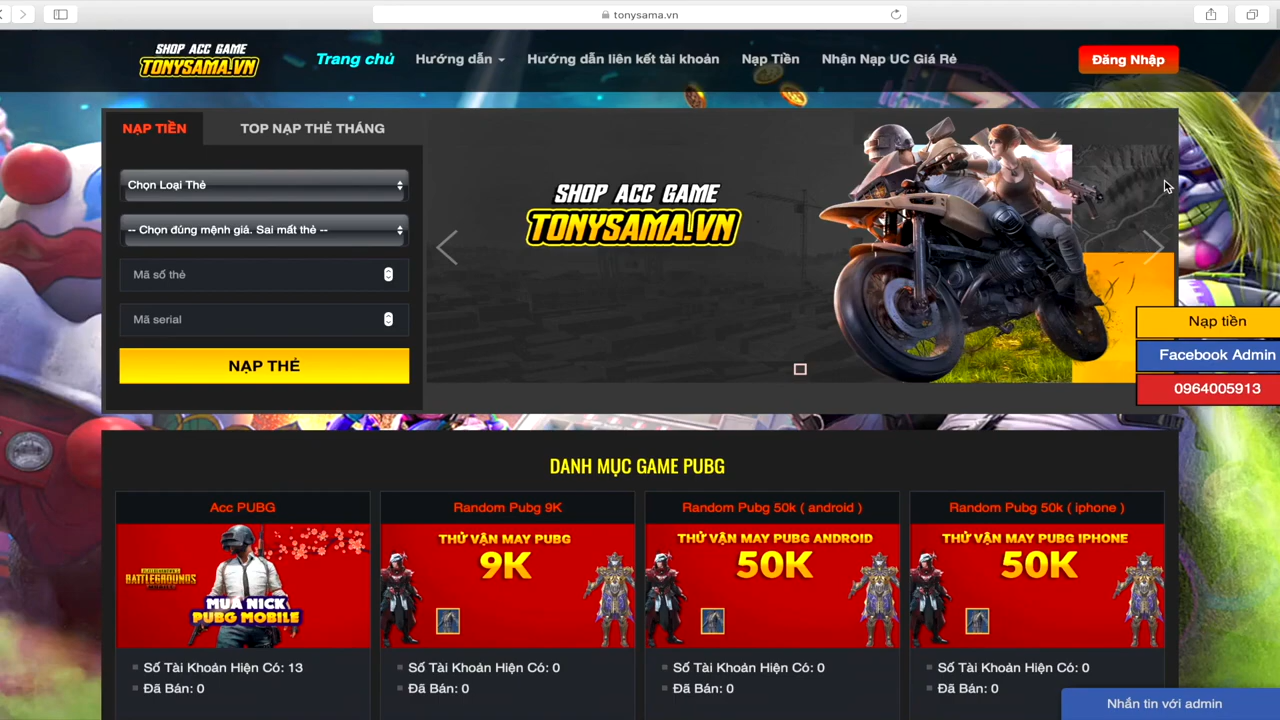 tonysama.vn
SHOP ACC GAME
TONYSAMA.VN
Trang chủ
Hướng dẫn
Hướng dẫn liên kết tài khoản
Nạp Tiền
Nhận Nạp UC Giá Rẻ
Đăng Nhập
NẠP TIỀN
TOP NẠP THẺ THÁNG
Chọn Loại Thẻ
-- Chọn đúng mệnh giá. Sai mất thẻ --
Mã số thẻ
Mã serial
NẠP THẺ
SHOP ACC GAME
TONYSAMA.VN
Nạp tiền
Facebook Admin
0964005913
DANH MỤC GAME PUBG
Acc PUBG
BATTLEGROUNDS
MUA NICK
PUBG MOBILE
Số Tài Khoản Hiện Có: 13
Đã Bán: 0
Random Pubg 9K
THỬ VẬN MAY PUBG
9K
Số Tài Khoản Hiện Có: 0
Đã Bán: 0
Random Pubg 50k ( android )
THỬ VẬN MAY PUBG ANDROID
50K
Số Tài Khoản Hiện Có: 0
Đã Bán: 0
Random Pubg 50k ( iphone )
THỬ VẬN MAY PUBG IPHONE
50K
Số Tài Khoản Hiện Có: 0
Đã Bán: 0
Nhắn tin với admin